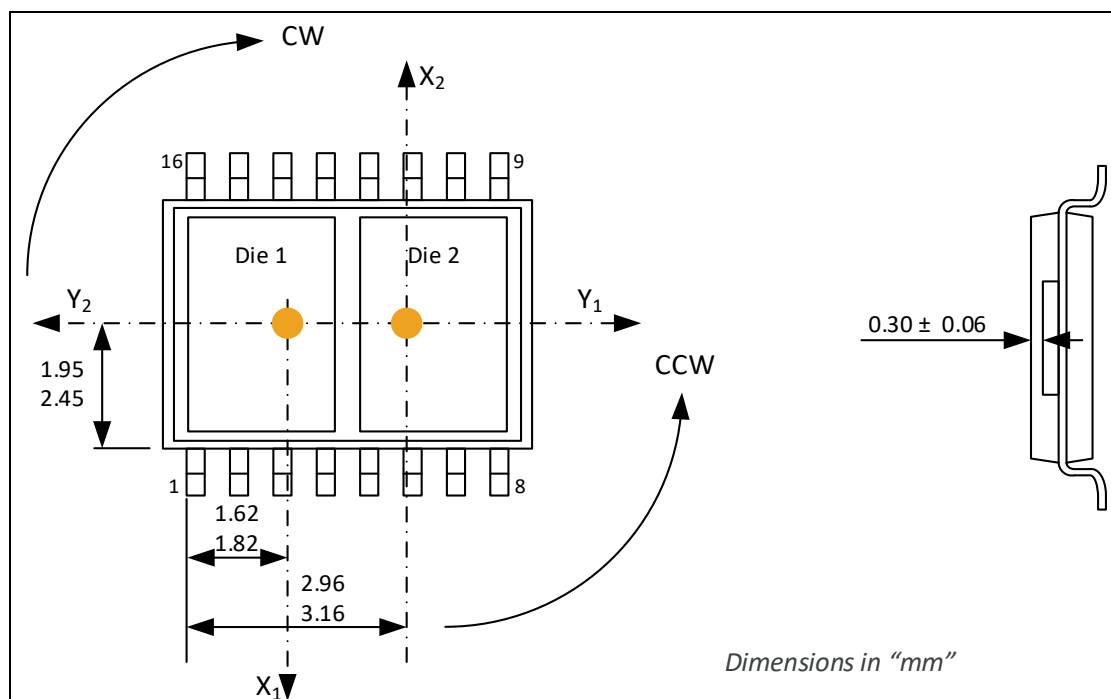 CW
X₂
16
9
Die 1
Die 2
Y₂
Y₁
0.30 ± 0.06
1.95
2.45
CCW
1
8
1.62
1.82
2.96
3.16
Dimensions in “mm”
X₁